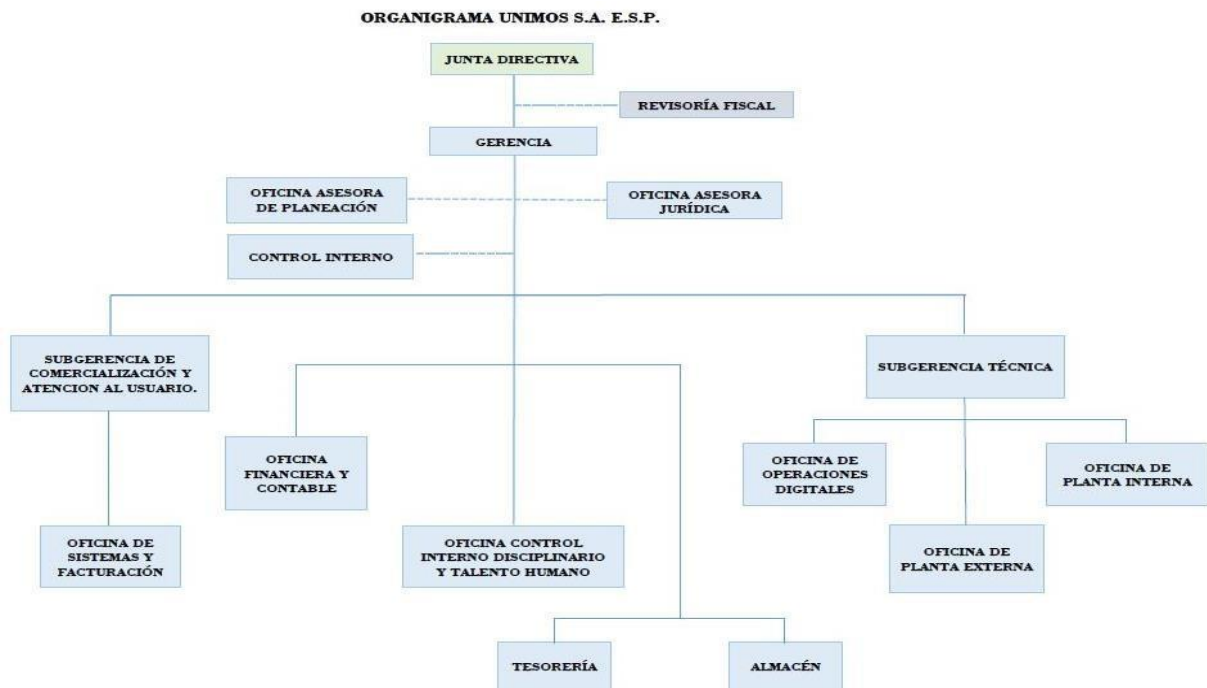 ORGANIGRAMA UNIMOS S.A. E.S.P.
JUNTA DIRECTIVA
REVISORÍA FISCAL
GERENCIA
OFICINA ASESORA
DE PLANEACIÓN
OFICINA ASESORA
JURÍDICA
CONTROL INTERNO
SUBGERENCIA DE
COMERCIALIZACIÓN Y
ATENCION AL USUARIO.
SUBGERENCIA TÉCNICA
OFICINA
FINANCIERA Y
CONTABLE
OFICINA DE
OPERACIONES
DIGITALES
OFICINA DE
PLANTA INTERNA
OFICINA DE
SISTEMAS Y
FACTURACIÓN
OFICINA CONTROL
INTERNO DISCIPLINARIO
Y TALENTO HUMANO
OFICINA DE
PLANTA EXTERNA
TESORERÍA
ALMACÉN